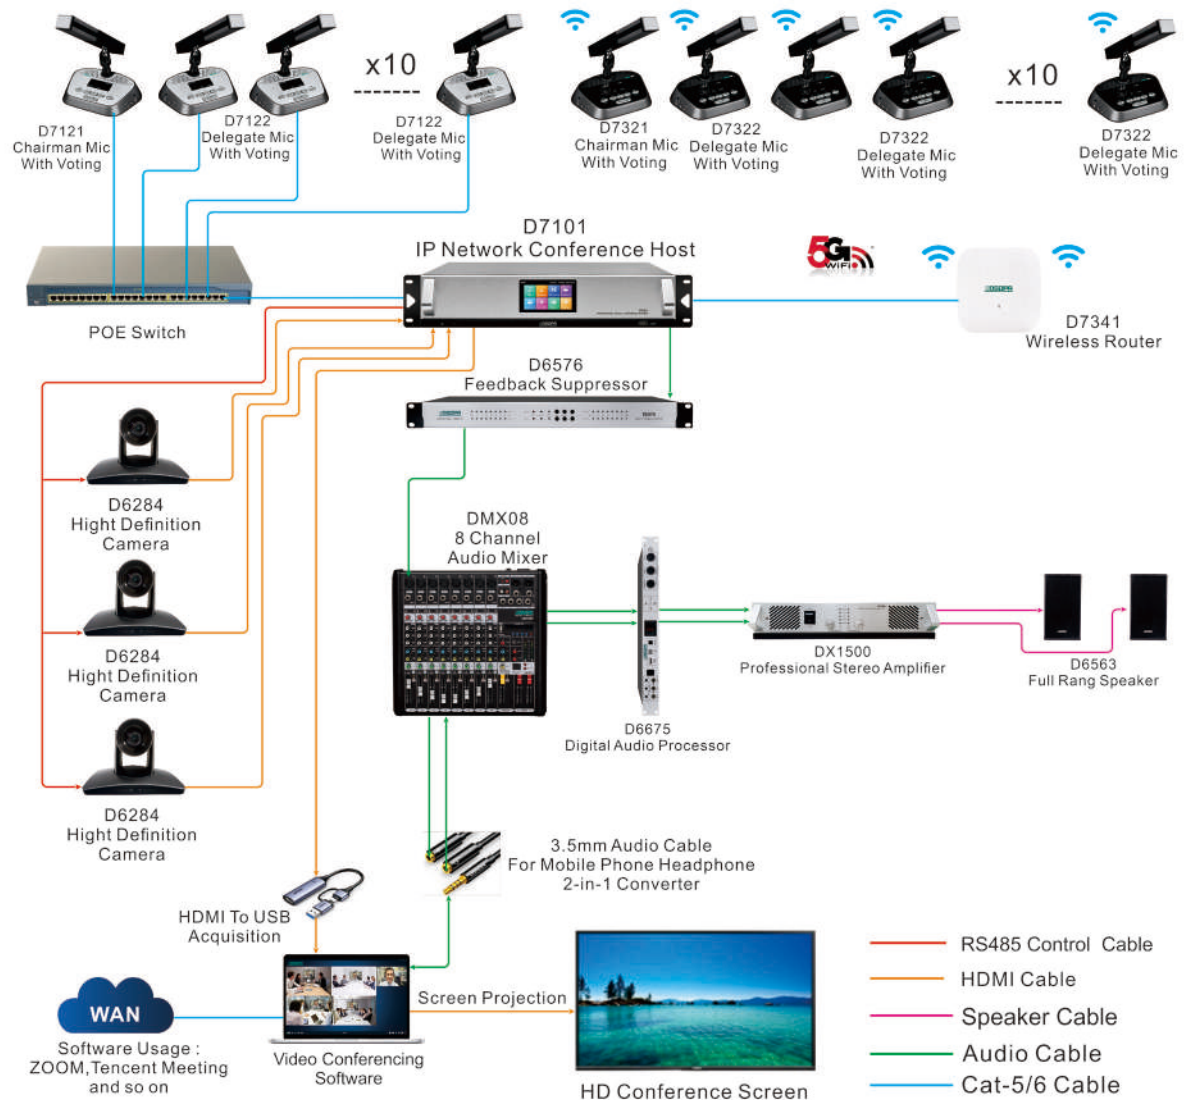 x10
x10
D7121
Chairman Mic
With Voting
D7122
Delegate Mic
With Voting
D7122
Delegate Mic
With Voting
D7321
Chairman Mic
With Voting
D7322
Delegate Mic
With Voting
D7322
Delegate Mic
With Voting
D7322
Delegate Mic
With Voting
POE Switch
D7101
IP Network Conference Host
5G
WiFi
DSPPA
D7341
Wireless Router
D6576
Feedback Suppressor
D6284
Hight Definition
Camera
D6284
Hight Definition
Camera
D6284
Hight Definition
Camera
DMX08
8 Channel
Audio Mixer
D6675
Digital Audio Processor
DX1500
Professional Stereo Amplifier
D6563
Full Rang Speaker
3.5mm Audio Cable
For Mobile Phone Headphone
2-in-1 Converter
HDMI To USB
Acquisition
WAN
Software Usage :
ZOOM,Tencent Meeting
and so on
Video Conferencing
Software
Screen Projection
HD Conference Screen
RS485 Control Cable
HDMI Cable
Speaker Cable
Audio Cable
Cat-5/6 Cable